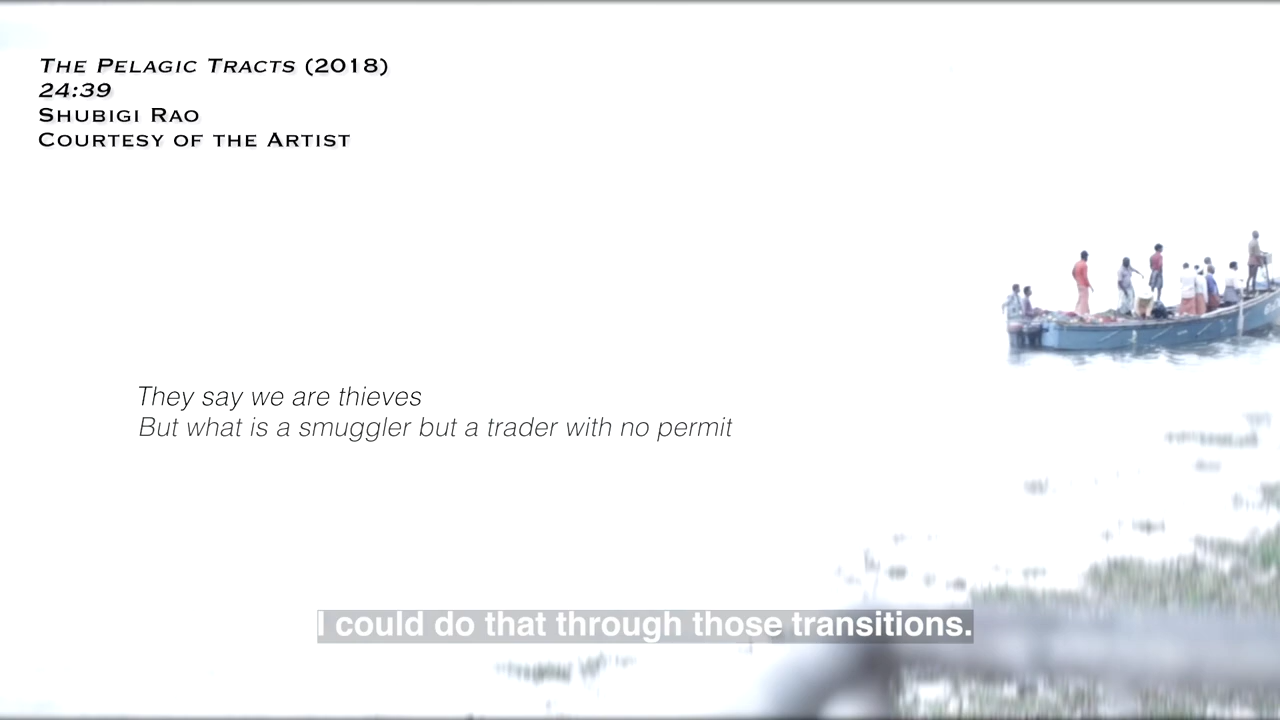 THE PELAGIC TRACTS (2018)
24:39
SHUBIGI RAO
COURTESY OF THE ARTIST
They say we are thieves
But what is a smuggler but a trader with no permit
I could do that through those transitions.